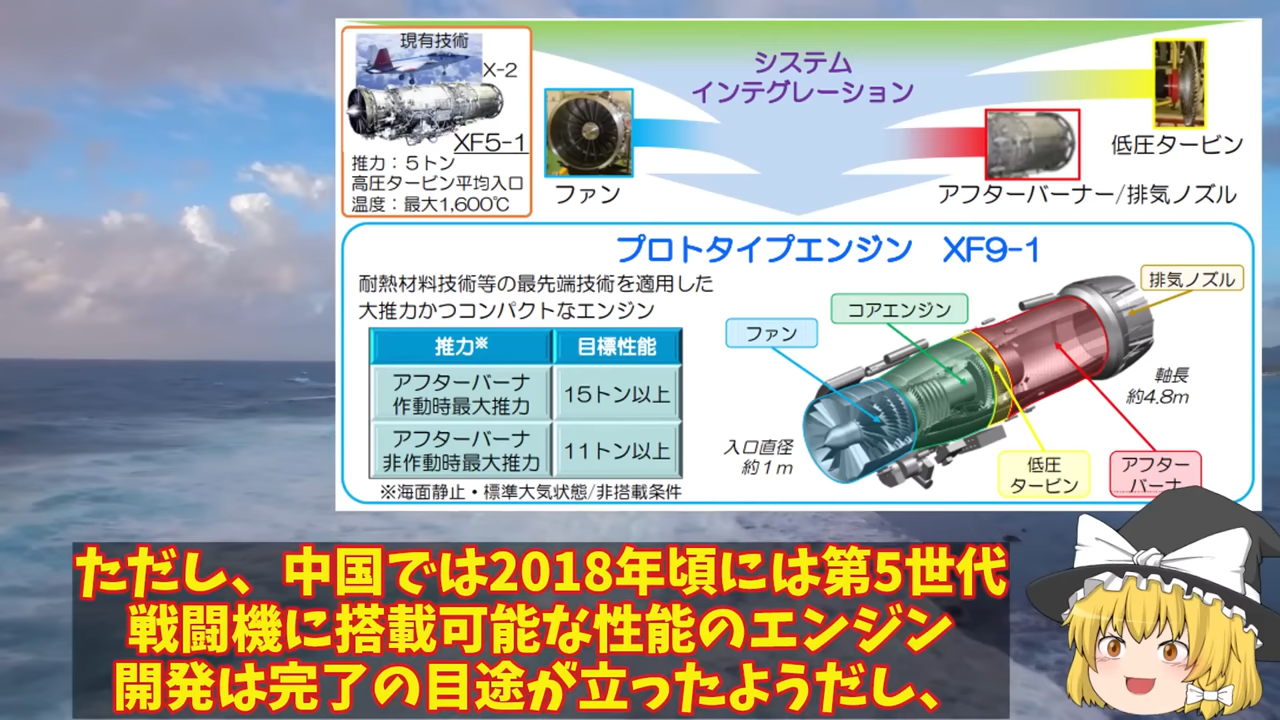 現有技術
X-2
XF5-1
推力：５トン
高圧タービン平均入口
温度：最大1,600℃
ファン
システム
インテグレーション
低圧タービン
アフターバーナー/排気ノズル
プロトタイプエンジン　XF9-1
耐熱材料技術等の最先端技術を適用した
大推力かつコンパクトなエンジン
推力※
目標性能
アフターバーナ
作動時最大推力
15トン以上
アフターバーナ
非作動時最大推力
11トン以上
※海面静止・標準大気状態/非搭載条件
ファン
コアエンジン
排気ノズル
軸長
約4.8m
入口直径
約１ｍ
低圧
タービン
アフター
バーナ
ただし、中国では2018年頃には第5世代
戦闘機に搭載可能な性能のエンジン
開発は完了の目途が立ったようだし、